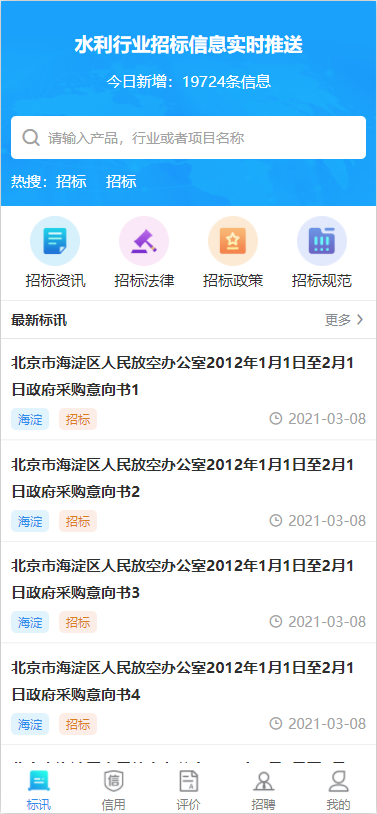 水利行业招标信息实时推送
今日新增：19724条信息
请输入产品，行业或者项目名称
热搜：招标 招标
招标资讯 招标法律 招标政策 招标规范
最新标讯 更多
北京市海淀区人民放空办公室2012年1月1日至2月1
日政府采购意向书1
海淀 招标 2021-03-08
北京市海淀区人民放空办公室2012年1月1日至2月1
日政府采购意向书2
海淀 招标 2021-03-08
北京市海淀区人民放空办公室2012年1月1日至2月1
日政府采购意向书3
海淀 招标 2021-03-08
北京市海淀区人民放空办公室2012年1月1日至2月1
日政府采购意向书4
海淀 招标 2021-03-08
信
标讯 信用 评价 招聘 我的